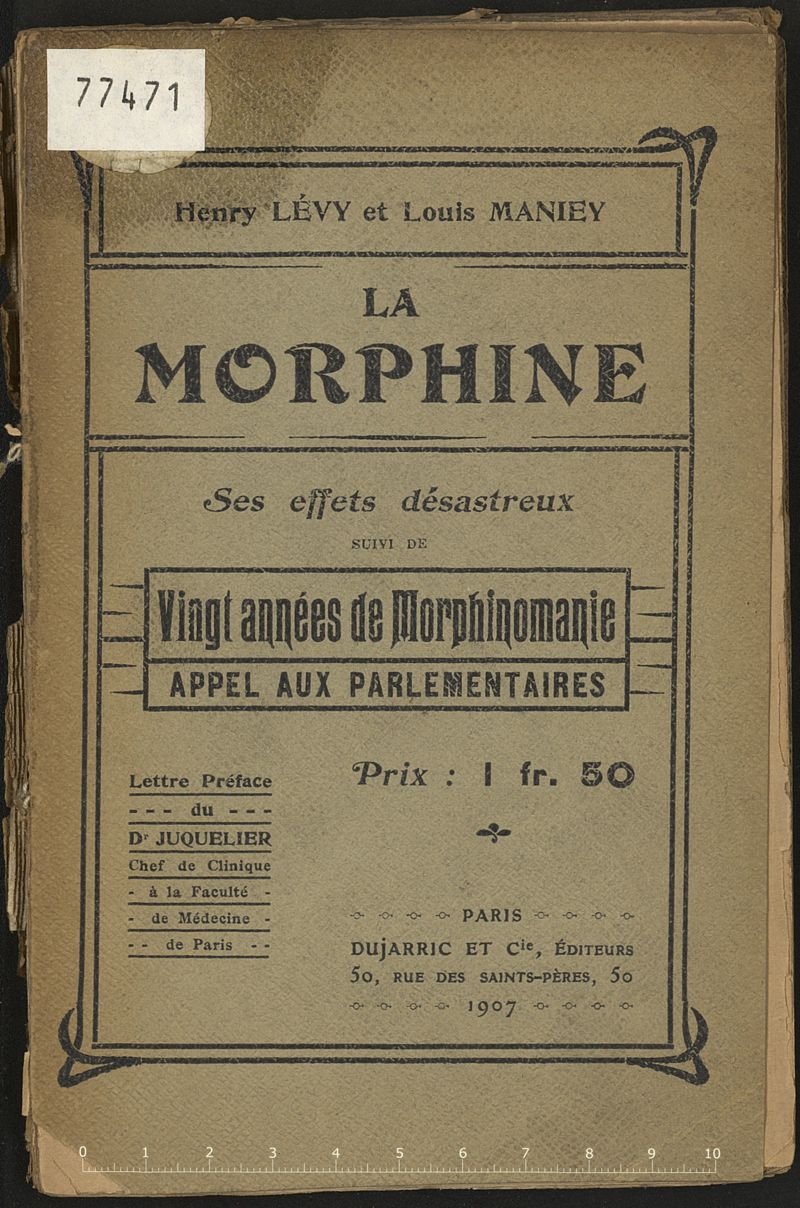 77471
Henry LÉVY et Louis MANIEY
LA
MORPHINE
Ses effets désastreux
SUIVI DE
Vingt années de Morphinomanie
APPEL AUX PARLEMENTAIRES
Lettre Préface
- - - du - - -
Dr JUQUELIER
Chef de Clinique
- à la Faculté -
- de Médecine -
- - de Paris - -
Prix : 1 fr. 50
PARIS
DUJARRIC ET Cie, ÉDITEURS
50, RUE DES SAINTS-PÈRES, 50
1907
0 1 2 3 4 5 6 7 8 9 10